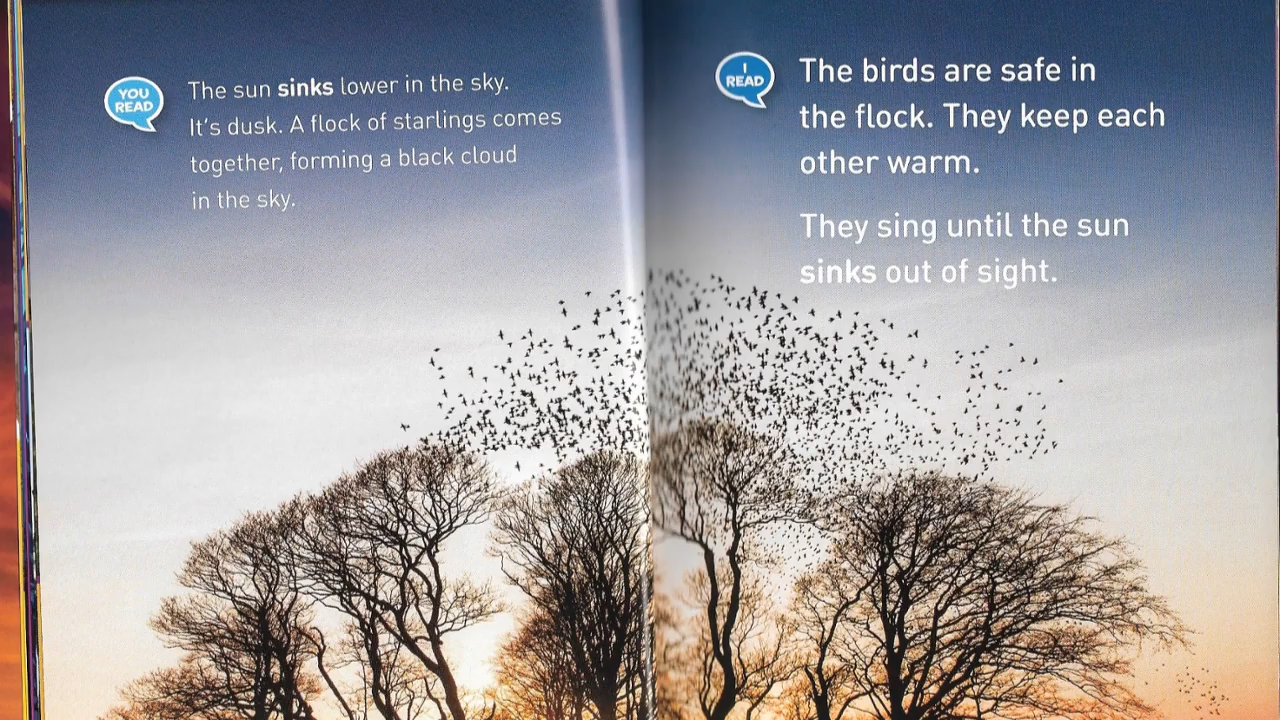 YOU
READ
The sun sinks lower in the sky.
It's dusk. A flock of starlings comes
together, forming a black cloud
in the sky.
I
READ
The birds are safe in
the flock. They keep each
other warm.
They sing until the sun
sinks out of sight.